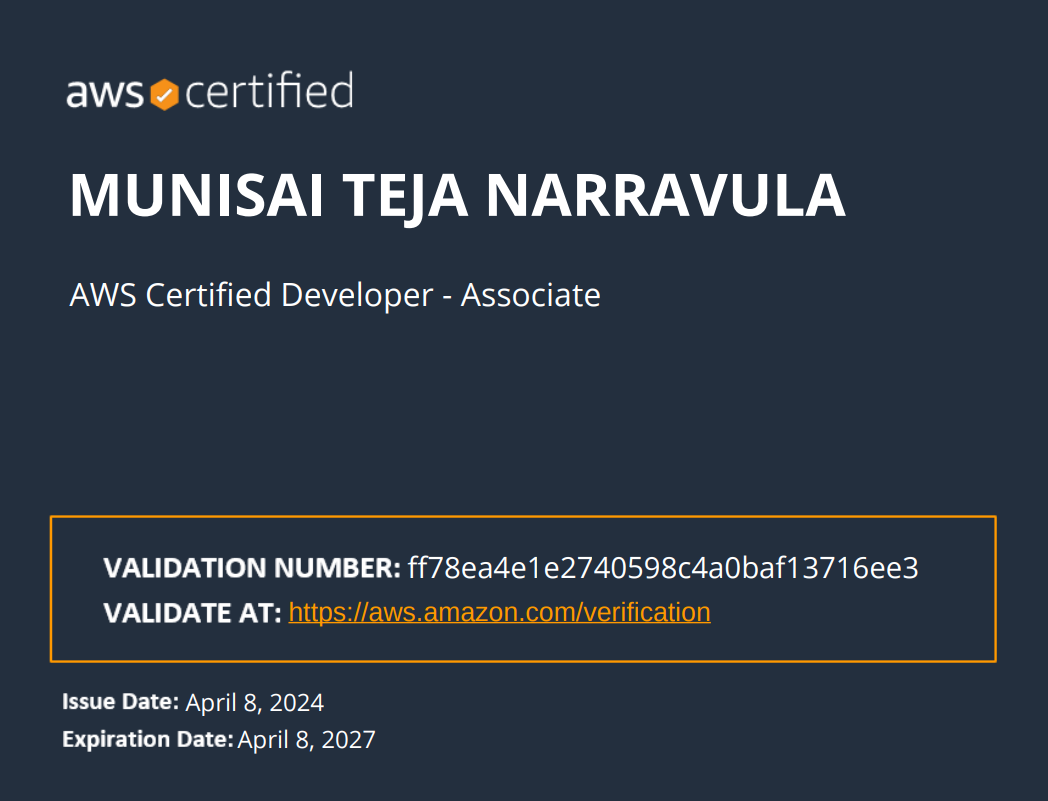 aws certified
MUNISAI TEJA NARRAVULA
AWS Certified Developer - Associate
VALIDATION NUMBER: ff78ea4e1e2740598c4a0baf13716ee3
VALIDATE AT: https://aws.amazon.com/verification
Issue Date: April 8, 2024
Expiration Date: April 8, 2027